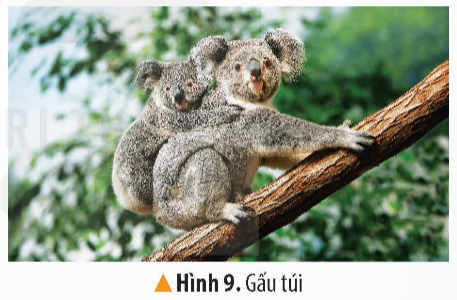 ▲ Hình 9. Gấu túi